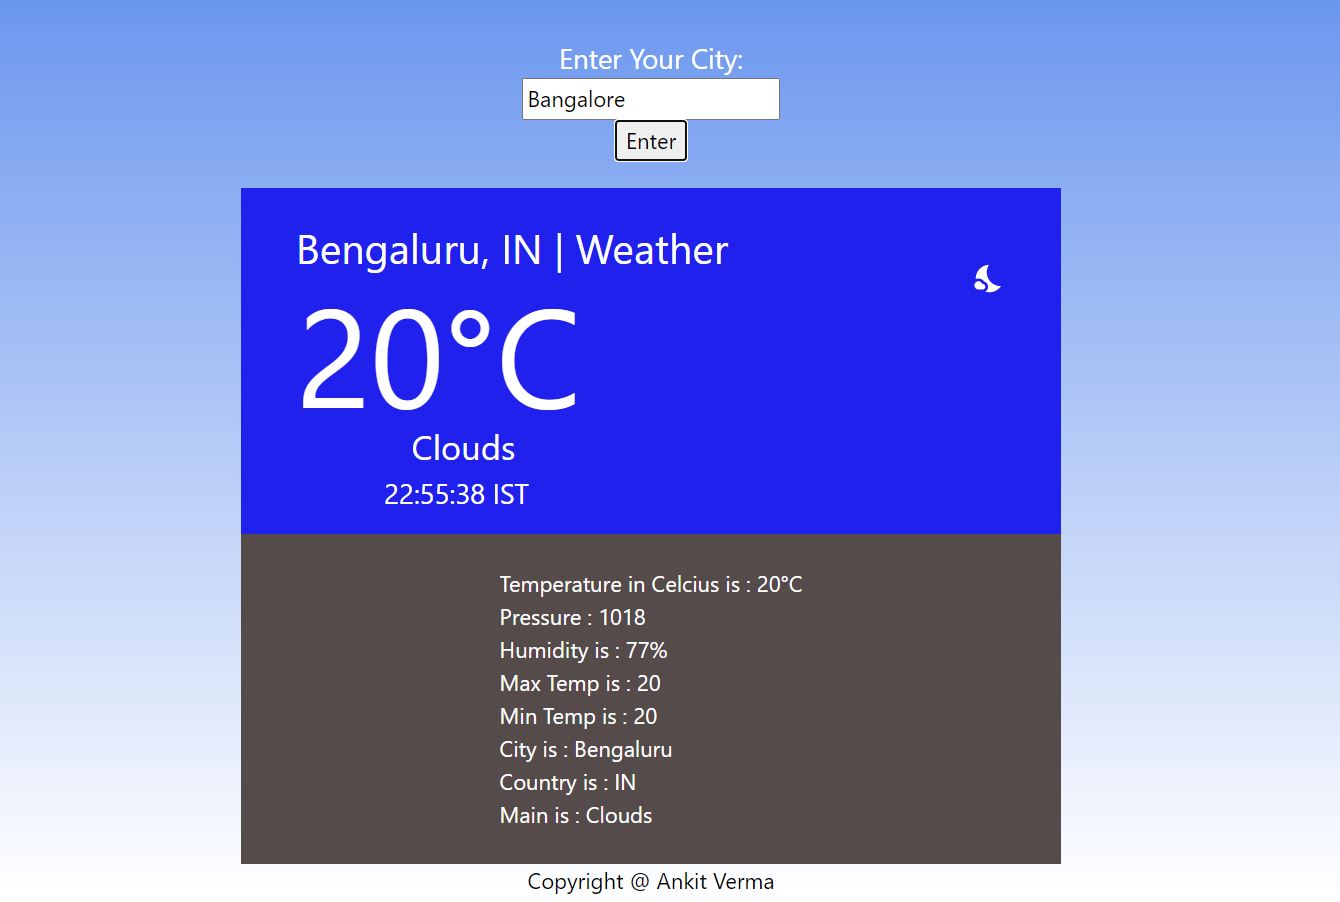 Enter Your City:
Bangalore
Enter
Bengaluru, IN | Weather
20°C
Clouds
22:55:38 IST
Temperature in Celcius is : 20°C
Pressure : 1018
Humidity is : 77%
Max Temp is : 20
Min Temp is : 20
City is : Bengaluru
Country is : IN
Main is : Clouds
Copyright @ Ankit Verma